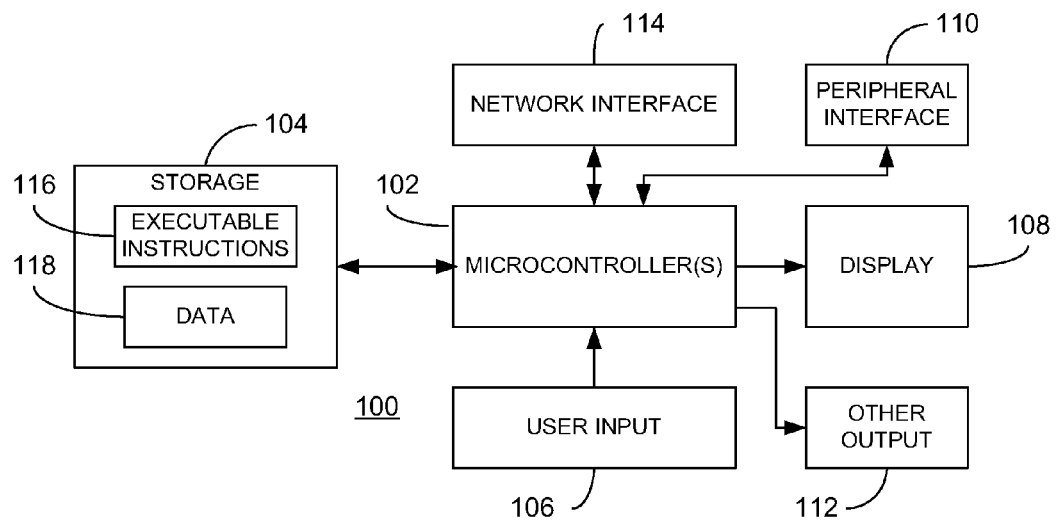 114
110
NETWORK INTERFACE
PERIPHERAL
INTERFACE
104
STORAGE
116
EXECUTABLE
INSTRUCTIONS
102
118
DATA
MICROCONTROLLER(S)
DISPLAY
108
100
USER INPUT
OTHER
OUTPUT
106
112